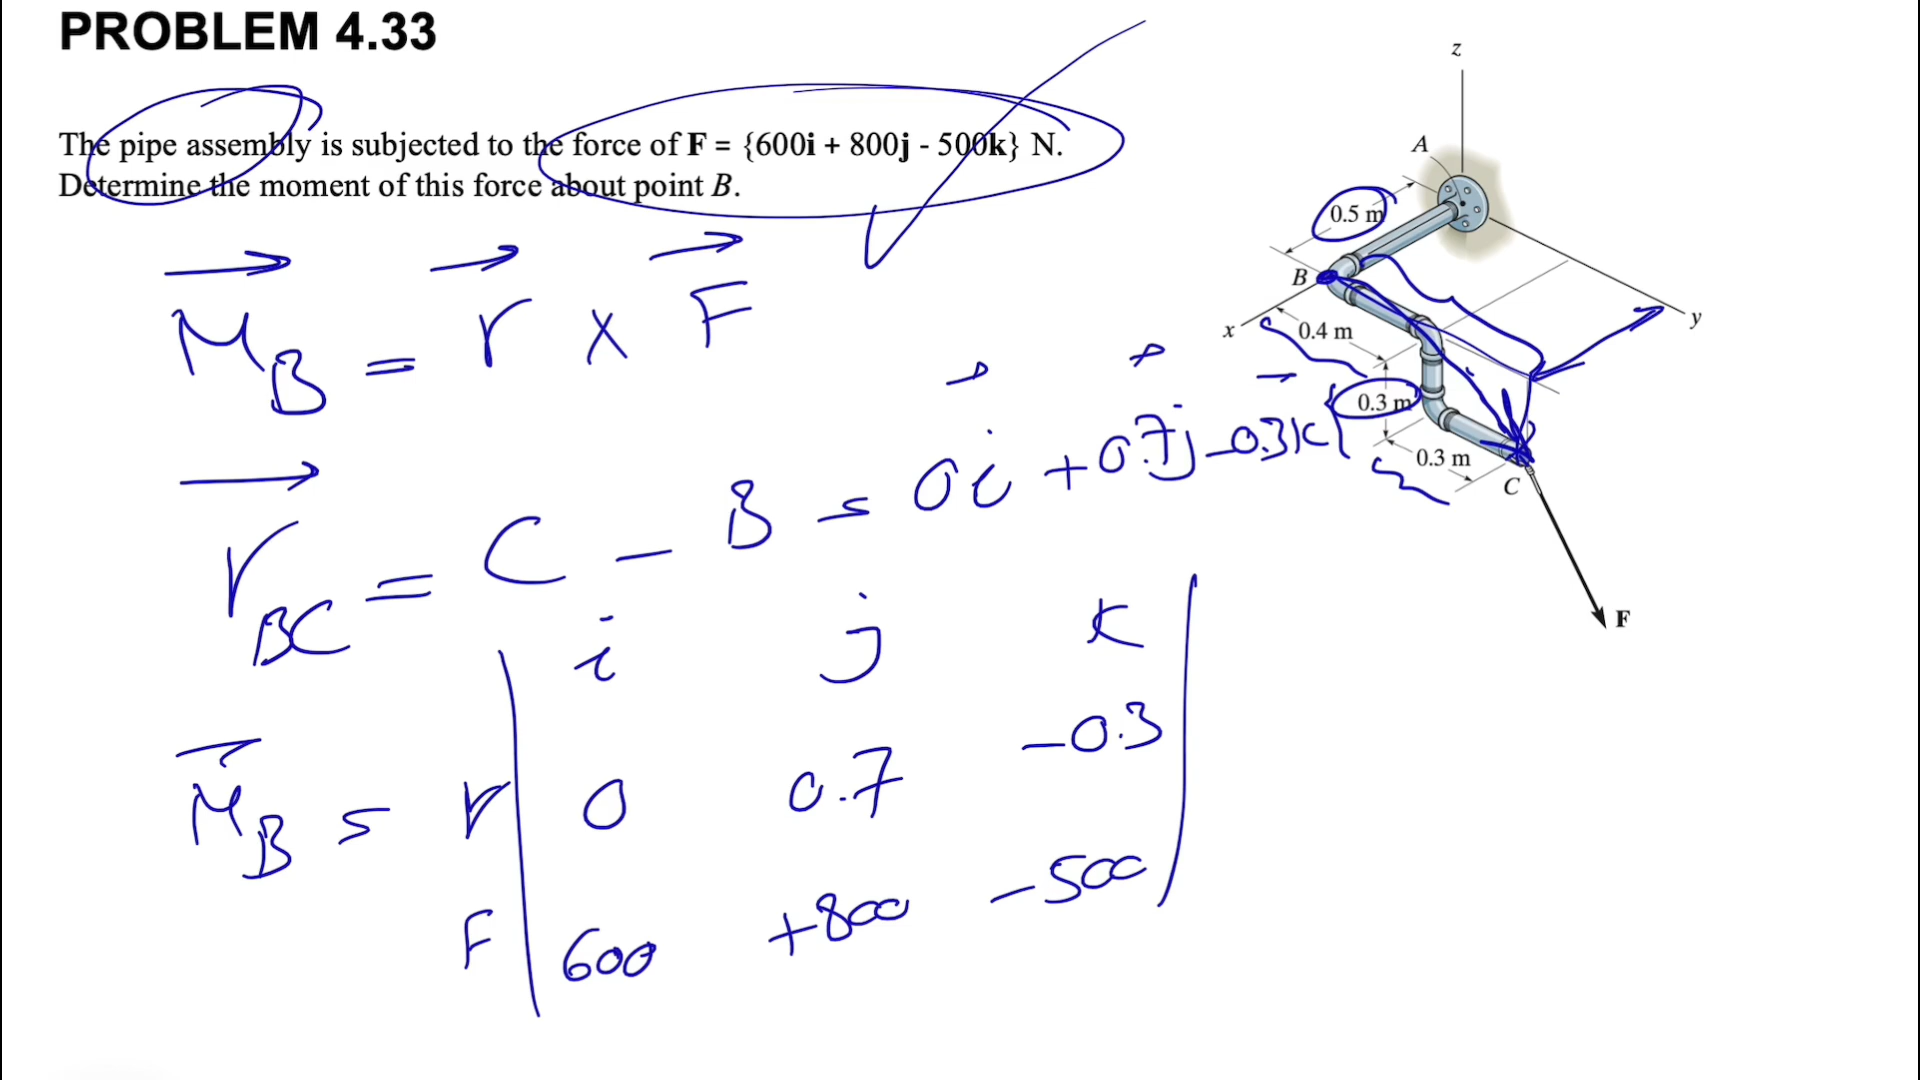 PROBLEM 4.33
The pipe assembly is subjected to the force of F = {600i + 800j - 500k} N.
Determine the moment of this force about point B.
z
A
0.5 m
B
x
0.4 m
y
0.3 m
0.3 m
C
F
M_B = r x F
r_BC = C - B = 0i + 0.7j - 0.3k
i j k
M_B = r 0 0.7 -0.3
F 600 +800 -500